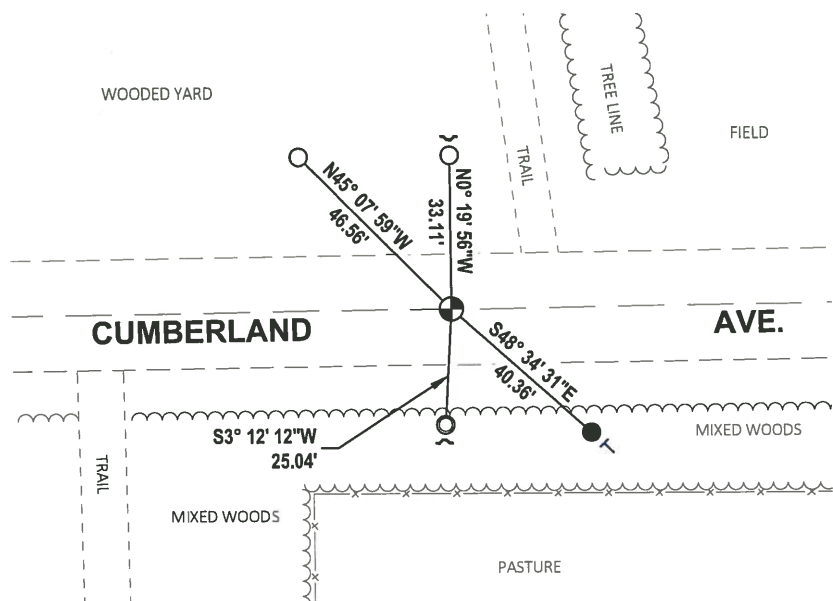 WOODED YARD
TREE LINE
FIELD
TRAIL
N45° 07' 59"W
46.56'
N0° 19' 56"W
33.11'
CUMBERLAND AVE.
S48° 34' 31"E
40.36'
S3° 12' 12"W
25.04'
MIXED WOODS
TRAIL
MIXED WOODS
PASTURE